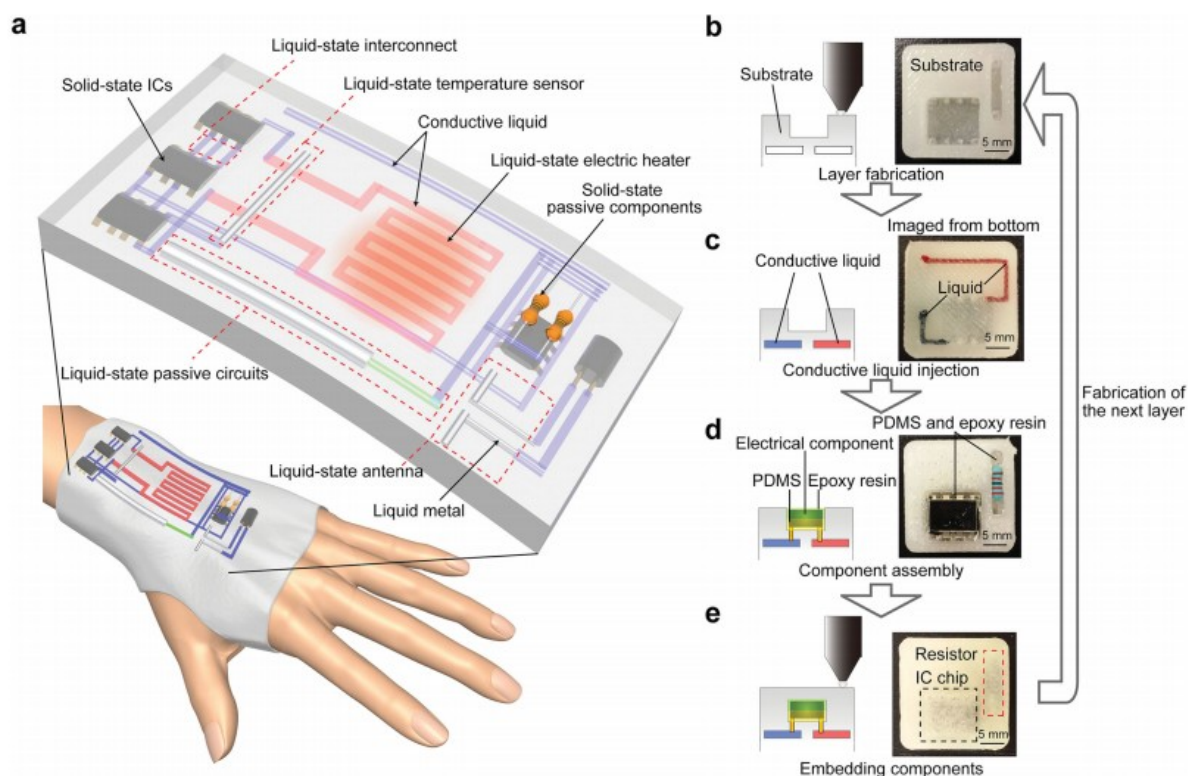 a
Liquid-state interconnect
Solid-state ICs
Liquid-state temperature sensor
Conductive liquid
Liquid-state electric heater
Solid-state
passive components
Liquid-state passive circuits
Liquid-state antenna
Liquid metal
b
Substrate
Substrate
5 mm
Layer fabrication
Imaged from bottom
c
Conductive liquid
Liquid
5 mm
Conductive liquid injection
PDMS and epoxy resin
d
Electrical component
PDMS Epoxy resin
5 mm
Component assembly
e
Resistor
IC chip
5 mm
Embedding components
Fabrication of
the next layer